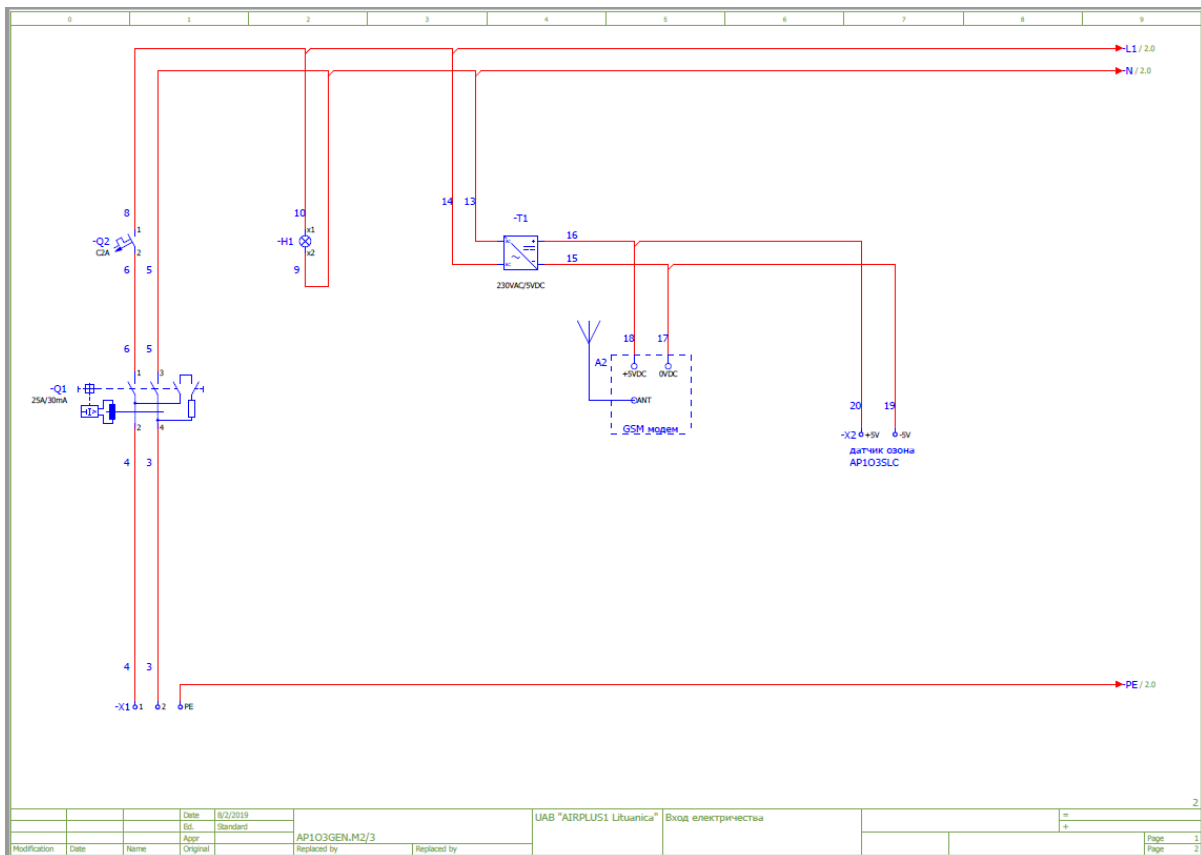 0 1 2 3 4 5 6 7 8 9
-L1 / 2.0
-N / 2.0
14 13
8 10
-T1
1 x1 16
-Q2 -H1
C2A 2 x2 15
6 5 9
230VAC/5VDC
18 17
6 5
A2
1 3 +5VDC 0VDC
-Q1
25A/30mA ANT 20 19
2 4
GSM модем -X2 +5V -5V
датчик озона
4 3 AP1O3SLC
4 3
-PE / 2.0
-X1 1 2 PE
2
Date 8/2/2019 UAB "AIRPLUS1 Lituanica" Вход електричества =
Ed. Standard +
Appr AP1O3GEN.M2/3 Page 1
Modification Date Name Original Replaced by Replaced by Page 2